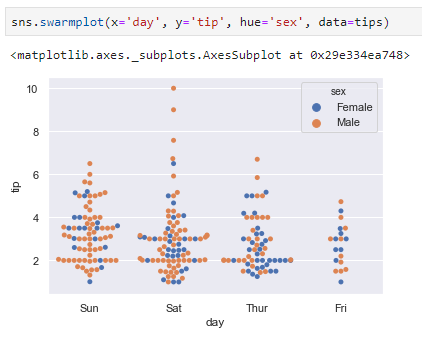 sns.swarmplot(x='day', y='tip', hue='sex', data=tips)
<matplotlib.axes._subplots.AxesSubplot at 0x29e334ea748>
sex
Female
Male
10
8
6
4
2
tip
Sun Sat Thur Fri
day